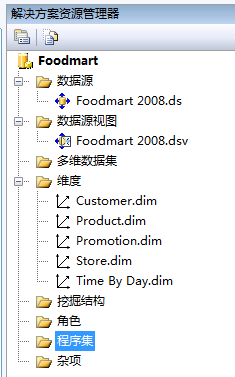 解决方案资源管理器
Foodmart
数据源
Foodmart 2008.ds
数据源视图
Foodmart 2008.dsv
多维数据集
维度
Customer.dim
Product.dim
Promotion.dim
Store.dim
Time By Day.dim
挖掘结构
角色
程序集
杂项